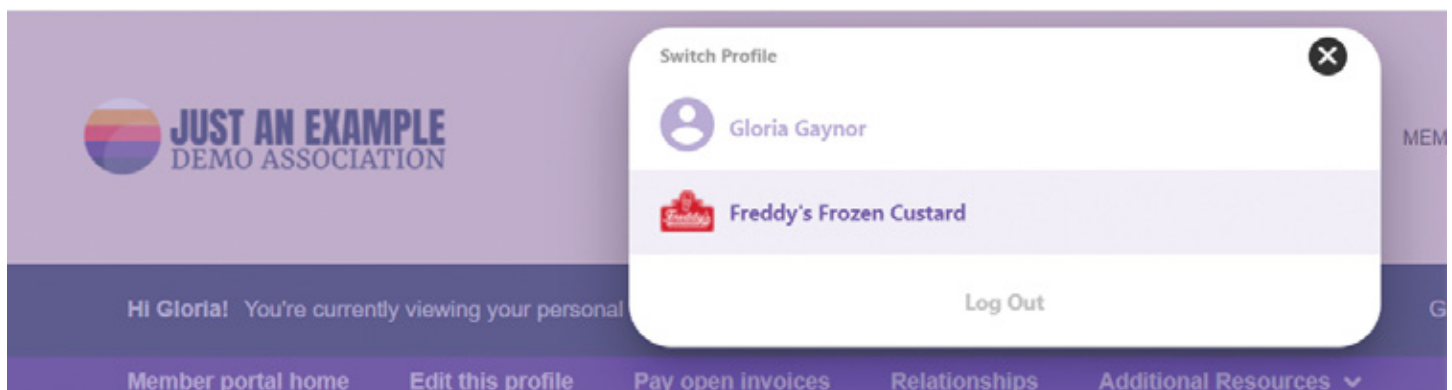 Switch Profile
JUST AN EXAMPLE
DEMO ASSOCIATION
Gloria Gaynor
MEM
Freddy's
Freddy's Frozen Custard
Hi Gloria! You're currently viewing your personal
Log Out
G
Member portal home Edit this profile Pay open invoices Relationships Additional Resources